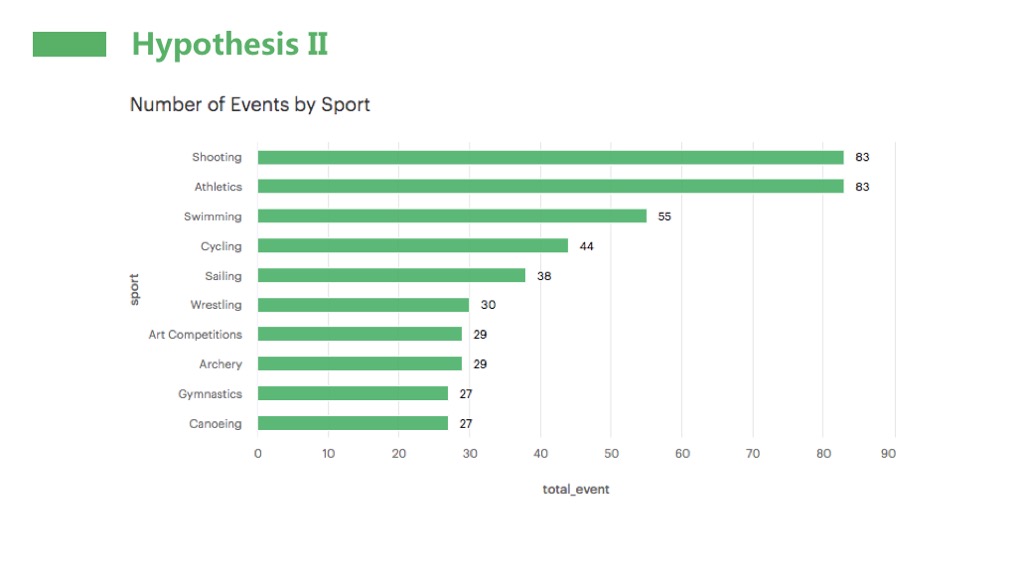 Hypothesis II
Number of Events by Sport
Shooting 83
Athletics 83
Swimming 55
Cycling 44
Sailing 38
sport
Wrestling 30
Art Competitions 29
Archery 29
Gymnastics 27
Canoeing 27
0 10 20 30 40 50 60 70 80 90
total_event